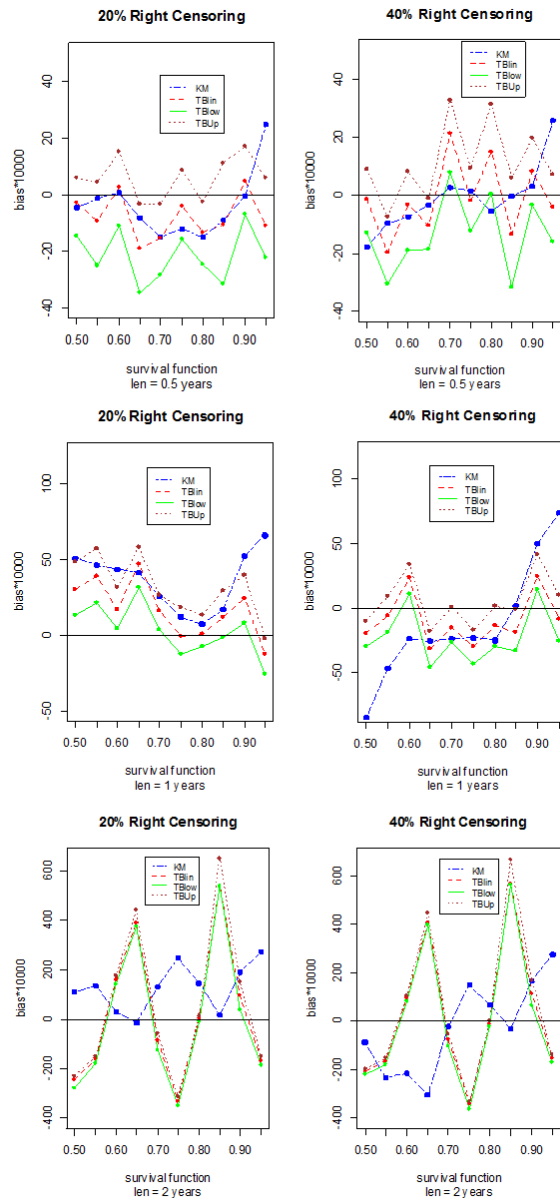 20% Right Censoring
bias*10000
-40 -20 0 20 40
KM
TBlin
TBlow
TBUp
0.50 0.60 0.70 0.80 0.90
survival function
len = 0.5 years
40% Right Censoring
bias*10000
-40 -20 0 20 40
KM
TBlin
TBlow
TBUp
0.50 0.60 0.70 0.80 0.90
survival function
len = 0.5 years
20% Right Censoring
bias*10000
-50 0 50 100
KM
TBlin
TBlow
TBUp
0.50 0.60 0.70 0.80 0.90
survival function
len = 1 years
40% Right Censoring
bias*10000
-50 0 50 100
KM
TBlin
TBlow
TBUp
0.50 0.60 0.70 0.80 0.90
survival function
len = 1 years
20% Right Censoring
bias*10000
-400 -200 0 200 400 600
KM
TBlin
TBlow
TBUp
0.50 0.60 0.70 0.80 0.90
survival function
len = 2 years
40% Right Censoring
bias*10000
-400 -200 0 200 400 600
KM
TBlin
TBlow
TBUp
0.50 0.60 0.70 0.80 0.90
survival function
len = 2 years